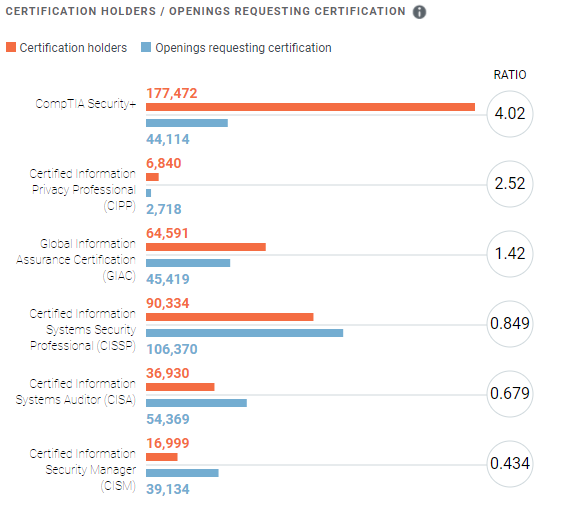 CERTIFICATION HOLDERS / OPENINGS REQUESTING CERTIFICATION i
Certification holders Openings requesting certification
RATIO
CompTIA Security+
177,472
44,114
4.02
Certified Information
Privacy Professional
(CIPP)
6,840
2,718
2.52
Global Information
Assurance Certification
(GIAC)
64,591
45,419
1.42
Certified Information
Systems Security
Professional (CISSP)
90,334
106,370
0.849
Certified Information
Systems Auditor (CISA)
36,930
54,369
0.679
Certified Information
Security Manager
(CISM)
16,999
39,134
0.434